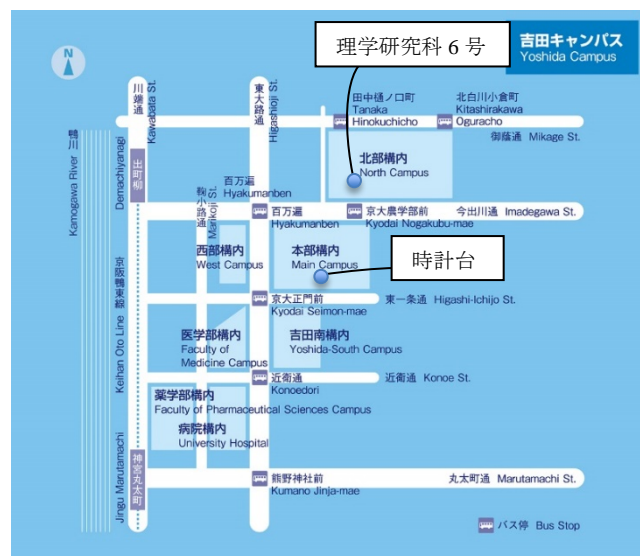 理学研究科 6 号
吉田キャンパス
Yoshida Campus
N
川端通
Kawabata St.
東大路通
Higashioji St.
田中樋ノ口町
Tanaka
Hinokuchicho
北白川小倉町
Kitashirakawa
Oguracho
御蔭通 Mikage St.
鴨川
Kamogawa River
出町柳
Demachiyanagi
北部構内
North Campus
鞠小路通
Marikoji St.
百万遍
Hyakumanben
百万遍
Hyakumanben
京大農学部前
Kyodai Nogakubu-mae
今出川通 Imadegawa St.
西部構内
West Campus
本部構内
Main Campus
時計台
京阪鴨東線
Keihan Oto Line
京大正門前
Kyodai Seimon-mae
東一条通 Higashi-Ichijo St.
医学部構内
Faculty of
Medicine Campus
吉田南構内
Yoshida-South Campus
近衛通
Konoedori
近衛通 Konoe St.
薬学部構内
Faculty of Pharmaceutical Sciences Campus
病院構内
University Hospital
神宮丸太町
Jingu Marutamachi
熊野神社前
Kumano Jinja-mae
丸太町通 Marutamachi St.
バス停 Bus Stop